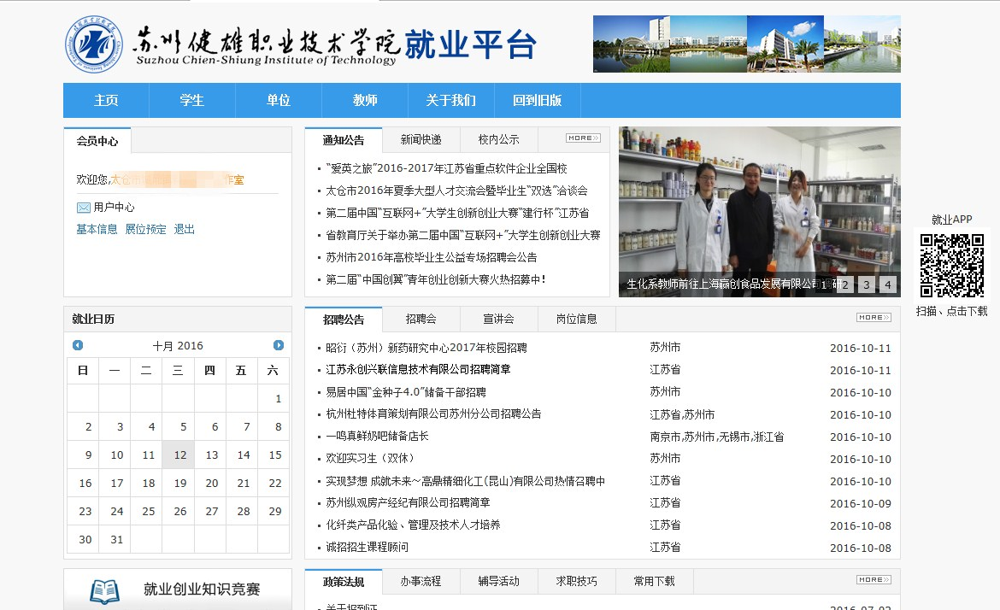 苏州健雄职业技术学院就业平台
Suzhou Chien-Shiung Institute of Technology
主页 学生 单位 教师 关于我们 回到旧版
会员中心
欢迎您,太仓市 作室
用户中心
基本信息 展位预定 退出
通知公告 新闻快递 校内公示 MORE
“爱英之旅”2016-2017年江苏省重点软件企业全国校
太仓市2016年夏季大型人才交流会暨毕业生“双选”洽谈会
第二届中国“互联网+”大学生创新创业大赛“建行杯”江苏省
省教育厅关于举办第二届中国“互联网+”大学生创新创业大赛
苏州市2016年高校毕业生公益专场招聘会公告
第二届“中国创翼”青年创业创新大赛火热招募中!
生化系教师前往上海赢创食品发展有限公司调研
1 2 3 4
就业APP
扫描、点击下载
就业日历
十月 2016
日 一 二 三 四 五 六
1
2 3 4 5 6 7 8
9 10 11 12 13 14 15
16 17 18 19 20 21 22
23 24 25 26 27 28 29
30 31
招聘公告 招聘会 宣讲会 岗位信息 MORE
昭衍（苏州）新药研究中心2017年校园招聘 苏州市 2016-10-11
江苏永创兴联信息技术有限公司招聘简章 江苏省 2016-10-11
易居中国“金种子4.0”储备干部招聘 苏州市 2016-10-10
杭州杜特体育策划有限公司苏州分公司招聘公告 江苏省,苏州市 2016-10-10
一鸣真鲜奶吧储备店长 南京市,苏州市,无锡市,浙江省 2016-10-10
欢迎实习生（双休） 苏州市 2016-10-10
实现梦想 成就未来～高鼎精细化工(昆山)有限公司热情召聘中 江苏省 2016-10-10
苏州纵观房产经纪有限公司招聘简章 江苏省 2016-10-09
化纤类产品化验、管理及技术人才培养 江苏省 2016-10-08
诚招招生课程顾问 江苏省 2016-10-08
就业创业知识竞赛
政策法规 办事流程 辅导活动 求职技巧 常用下载 MORE
关于报到证 2016-07-02